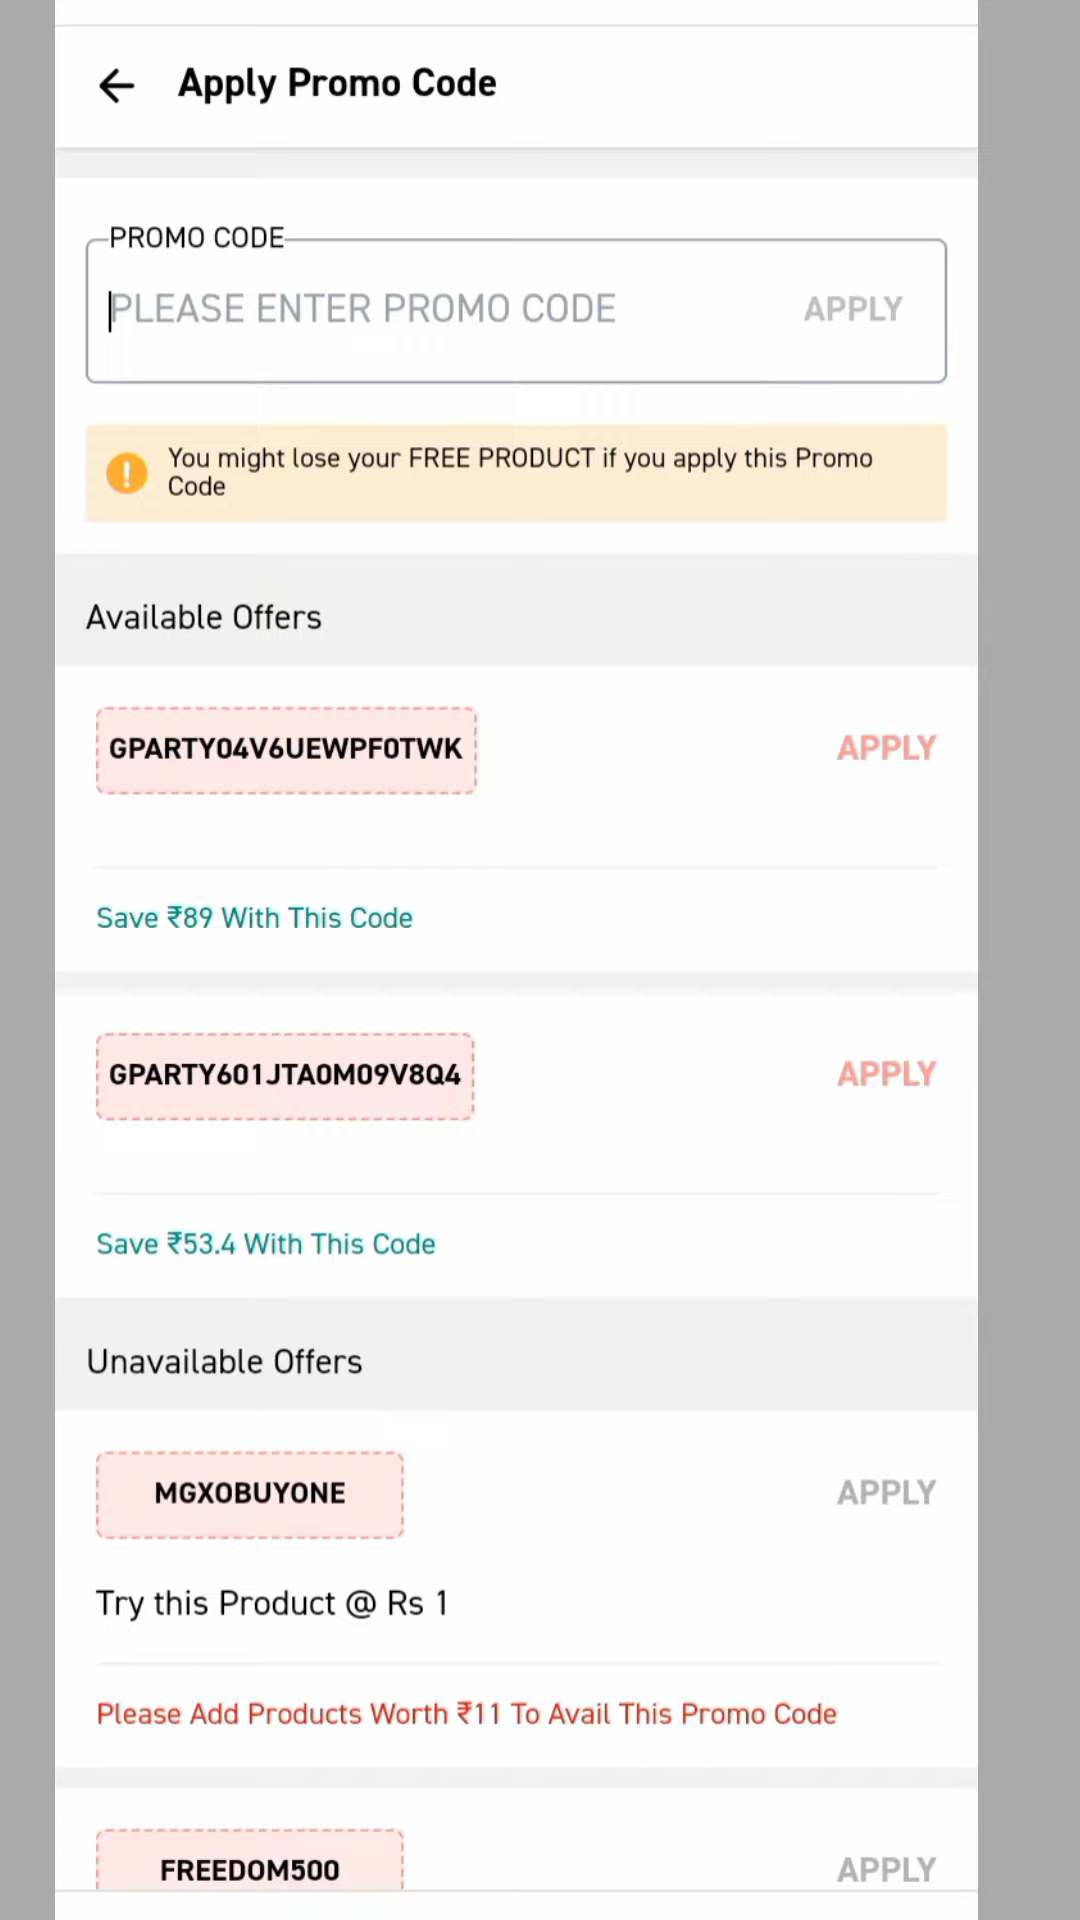 Apply Promo Code
PROMO CODE
PLEASE ENTER PROMO CODE APPLY
You might lose your FREE PRODUCT if you apply this Promo
Code
Available Offers
GPARTY04V6UEWPF0TWK APPLY
Save ₹89 With This Code
GPARTY601JTA0M09V8Q4 APPLY
Save ₹53.4 With This Code
Unavailable Offers
MGXOBUYONE APPLY
Try this Product @ Rs 1
Please Add Products Worth ₹11 To Avail This Promo Code
FREEDOM500 APPLY